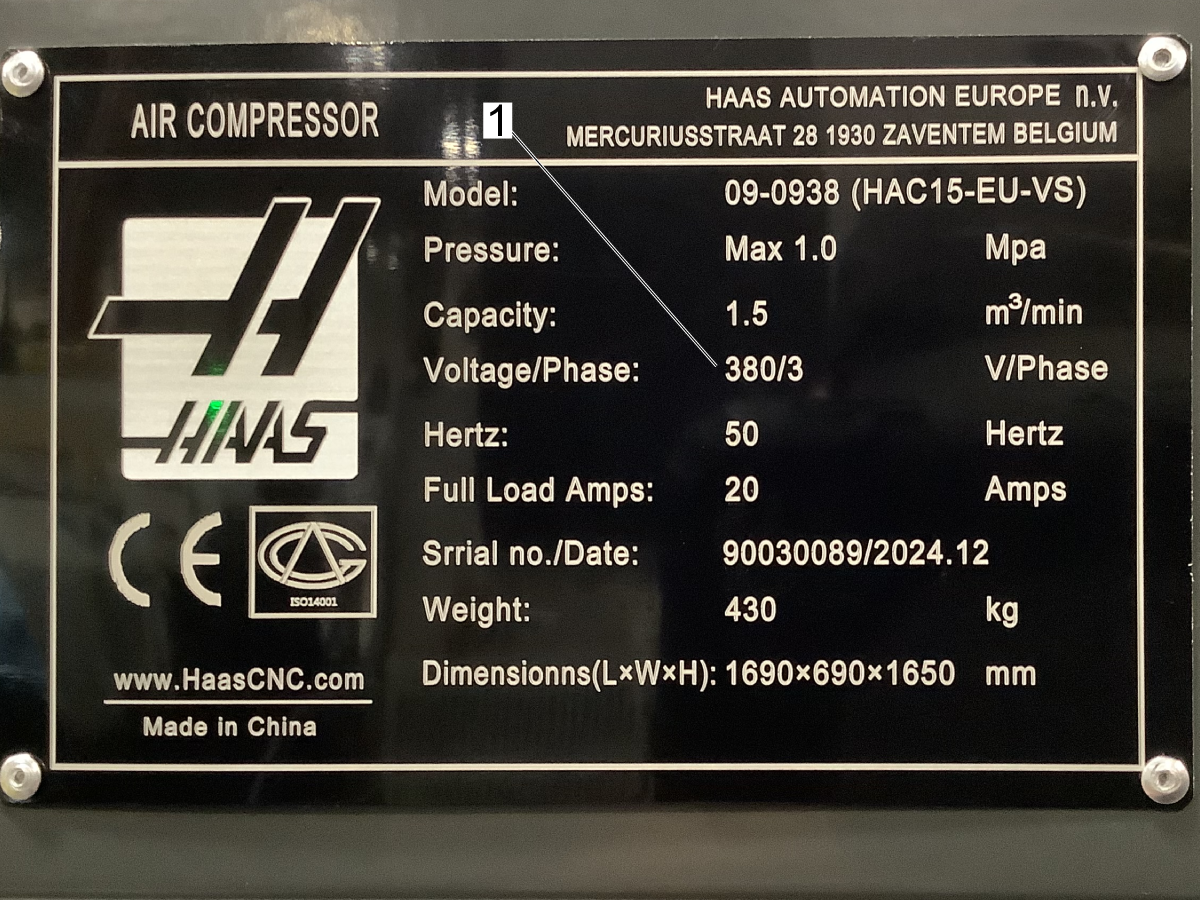 AIR COMPRESSOR
1
HAAS AUTOMATION EUROPE n.v.
MERCURIUSSTRAAT 28 1930 ZAVENTEM BELGIUM
Model: 09-0938 (HAC15-EU-VS)
Pressure: Max 1.0 Mpa
Capacity: 1.5 m³/min
Voltage/Phase: 380/3 V/Phase
Hertz: 50 Hertz
Full Load Amps: 20 Amps
Srrial no./Date: 90030089/2024.12
Weight: 430 kg
Dimensionns(L×W×H): 1690×690×1650 mm
HAAS
CE
ISO14001
www.HaasCNC.com
Made in China